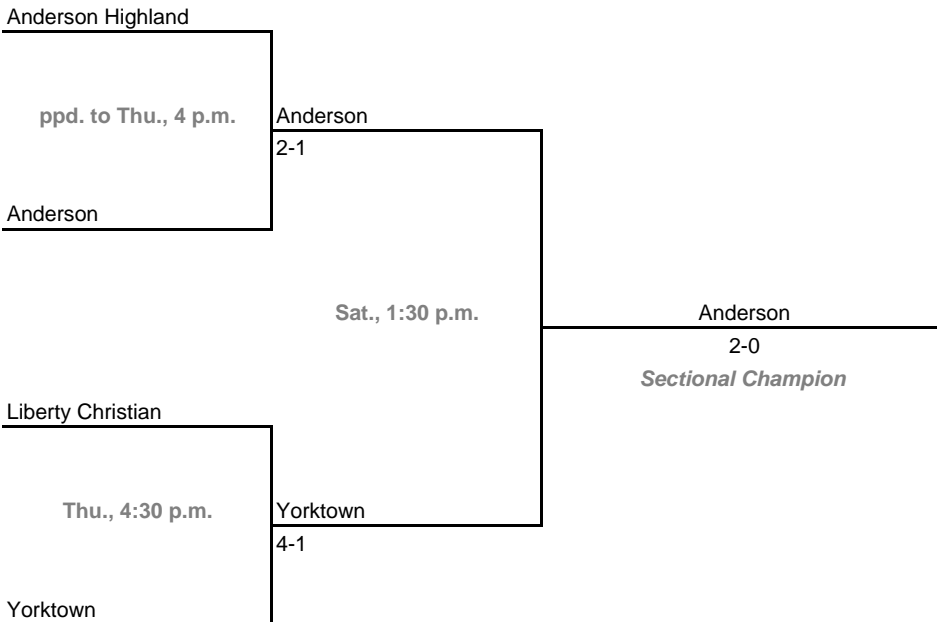 Anderson Highland
ppd. to Thu., 4 p.m.
Anderson
2-1
Anderson
Sat., 1:30 p.m.
Anderson
2-0
Sectional Champion
Liberty Christian
Thu., 4:30 p.m.
Yorktown
4-1
Yorktown